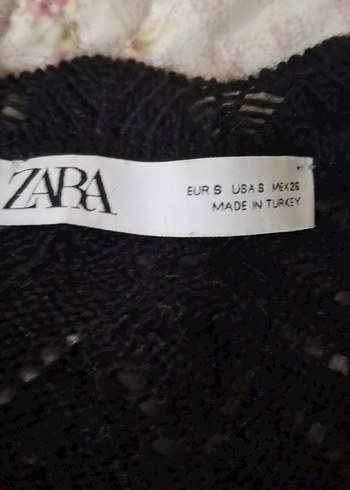 ZARA
EUR S USA S MEX 26
MADE IN TURKEY